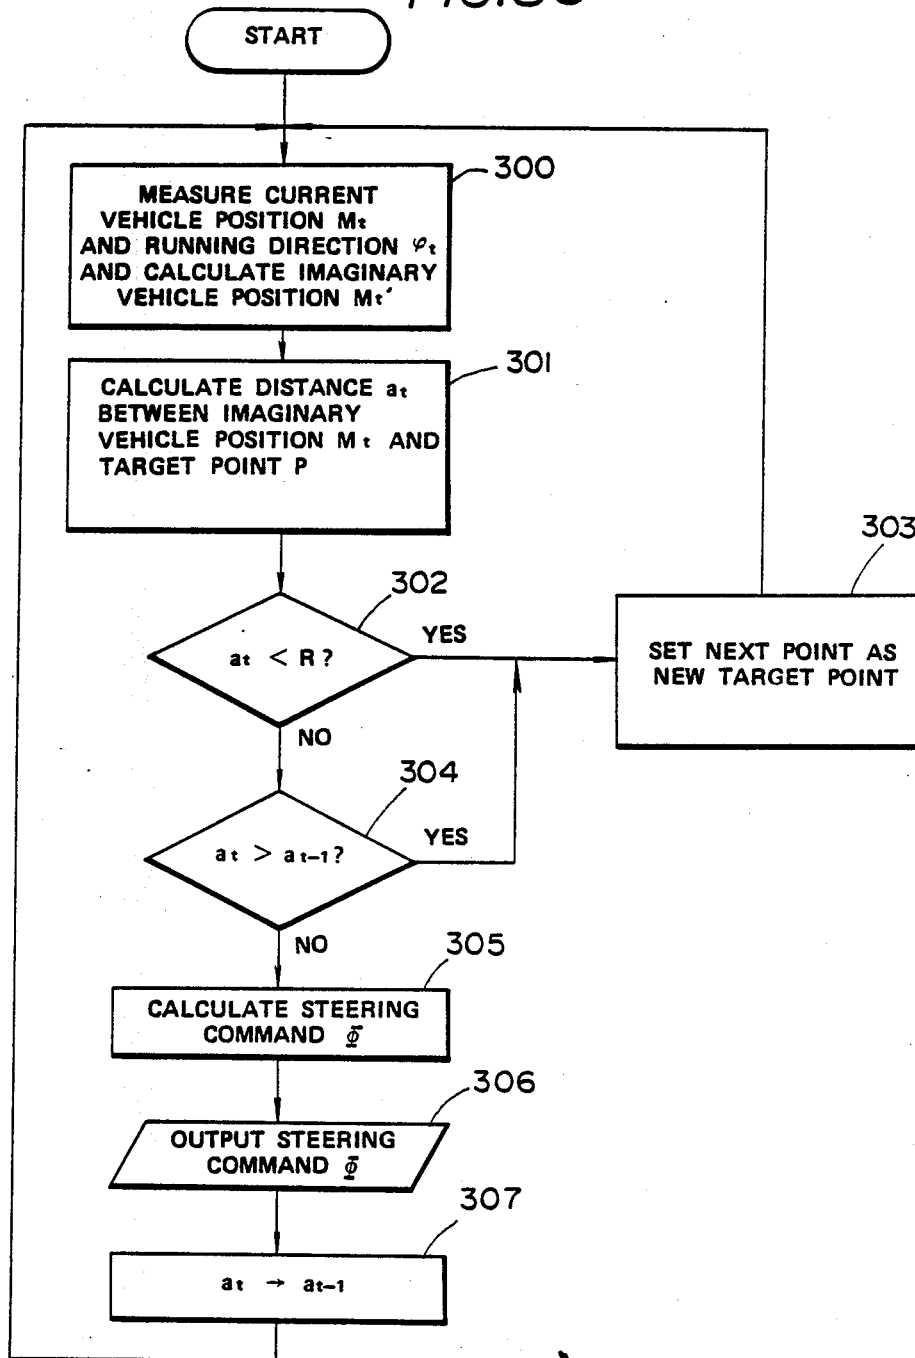 START
300
MEASURE CURRENT
VEHICLE POSITION Mt
AND RUNNING DIRECTION φt
AND CALCULATE IMAGINARY
VEHICLE POSITION Mt'
301
CALCULATE DISTANCE at
BETWEEN IMAGINARY
VEHICLE POSITION Mt AND
TARGET POINT P
303
302
YES
at < R?
SET NEXT POINT AS
NEW TARGET POINT
NO
304
YES
at > at-1?
NO
305
CALCULATE STEERING
COMMAND Φ
306
OUTPUT STEERING
COMMAND Φ
307
at → at-1